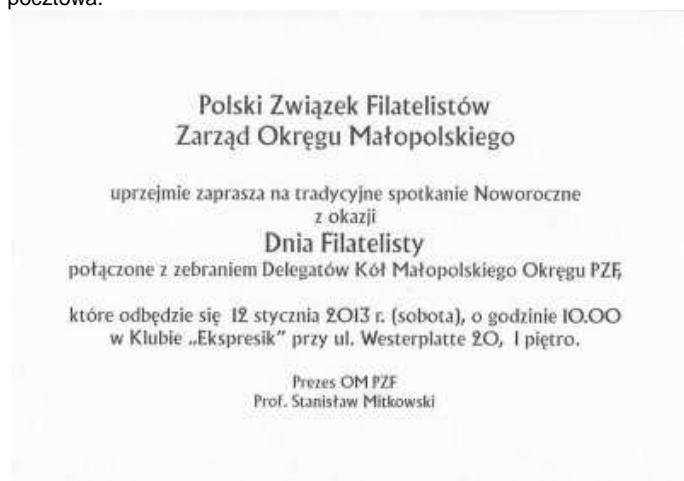 pocztowa.
Polski Związek Filatelistów
Zarząd Okręgu Małopolskiego
uprzejmie zaprasza na tradycyjne spotkanie Noworoczne
z okazji
Dnia Filatelisty
połączone z zebraniem Delegatów Kół Małopolskiego Okręgu PZF,
które odbędzie się 12 stycznia 2013 r. (sobota), o godzinie 10.00
w Klubie „Ekspresik” przy ul. Westerplatte 20, I piętro.
Prezes OM PZF
Prof. Stanisław Mitkowski